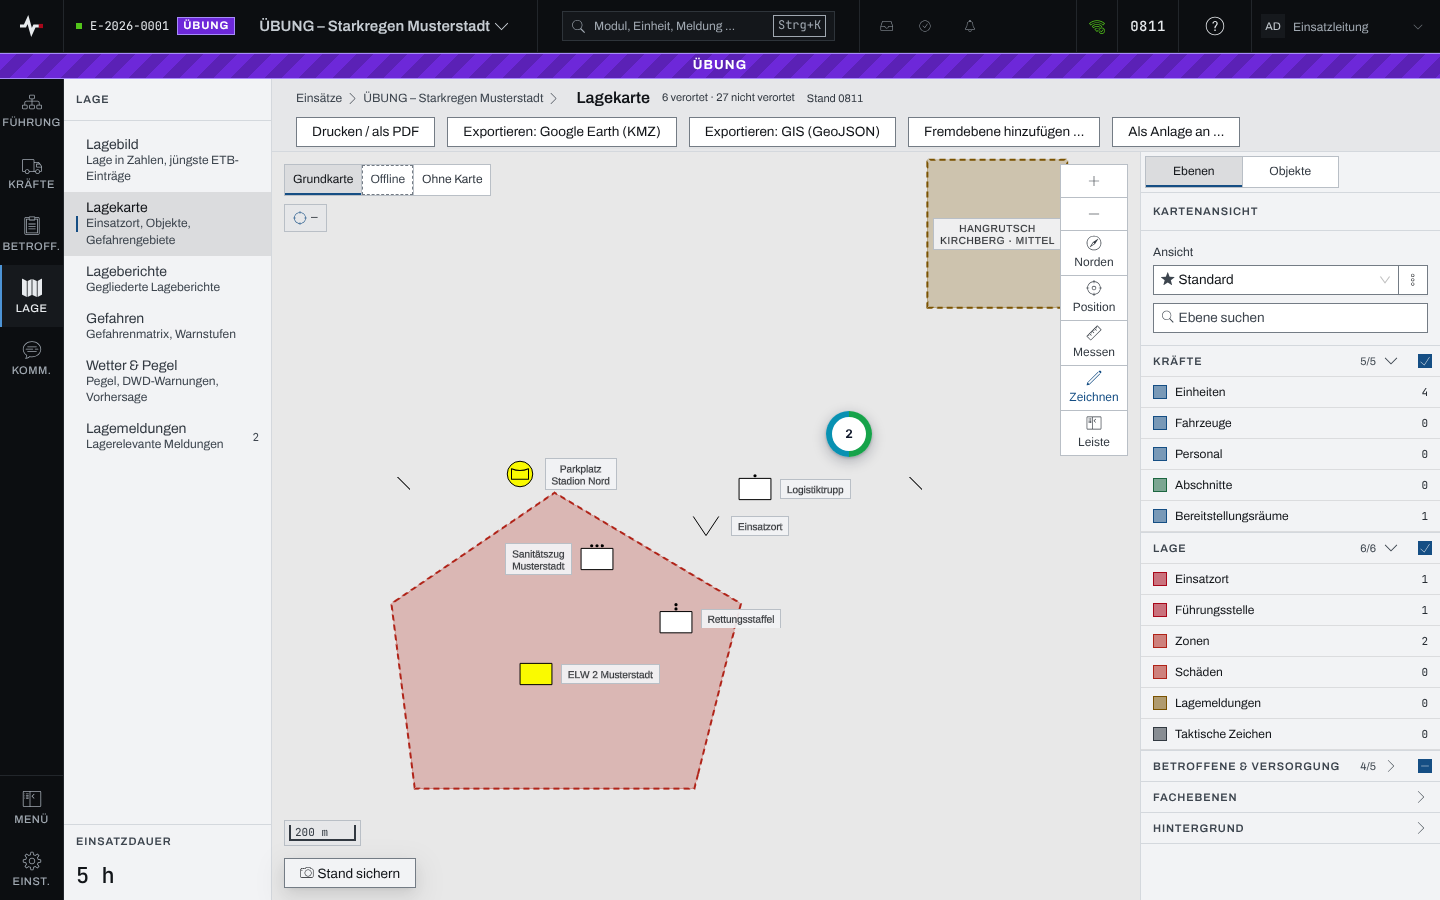 E-2026-0001 ÜBUNG ÜBUNG – Starkregen Musterstadt
Modul, Einheit, Meldung ... Strg+K
0811
AD Einsatzleitung
ÜBUNG
FÜHRUNG
KRÄFTE
BETROFF.
LAGE
KOMM.
MENÜ
EINST.
LAGE
Lagebild
Lage in Zahlen, jüngste ETB-
Einträge
Lagekarte
Einsatzort, Objekte,
Gefahrengebiete
Lageberichte
Gegliederte Lageberichte
Gefahren
Gefahrenmatrix, Warnstufen
Wetter & Pegel
Pegel, DWD-Warnungen,
Vorhersage
Lagemeldungen
Lagerelevante Meldungen 2
EINSATZDAUER
5 h
Einsätze ÜBUNG – Starkregen Musterstadt Lagekarte 6 verortet · 27 nicht verortet Stand 0811
Drucken / als PDF Exportieren: Google Earth (KMZ) Exportieren: GIS (GeoJSON) Fremdebene hinzufügen ... Als Anlage an ...
Grundkarte Offline Ohne Karte
–
HANGRUTSCH
KIRCHBERG · MITTEL
+
–
Norden
Position
Messen
Zeichnen
Leiste
2
Parkplatz
Stadion Nord
Logistiktrupp
Einsatzort
Sanitätszug
Musterstadt
Rettungsstaffel
ELW 2 Musterstadt
200 m
Stand sichern
Ebenen Objekte
KARTENANSICHT
Ansicht
Standard
Ebene suchen
KRÄFTE 5/5
Einheiten 4
Fahrzeuge 0
Personal 0
Abschnitte 0
Bereitstellungsräume 1
LAGE 6/6
Einsatzort 1
Führungsstelle 1
Zonen 2
Schäden 0
Lagemeldungen 0
Taktische Zeichen 0
BETROFFENE & VERSORGUNG 4/5
FACHEBENEN
HINTERGRUND